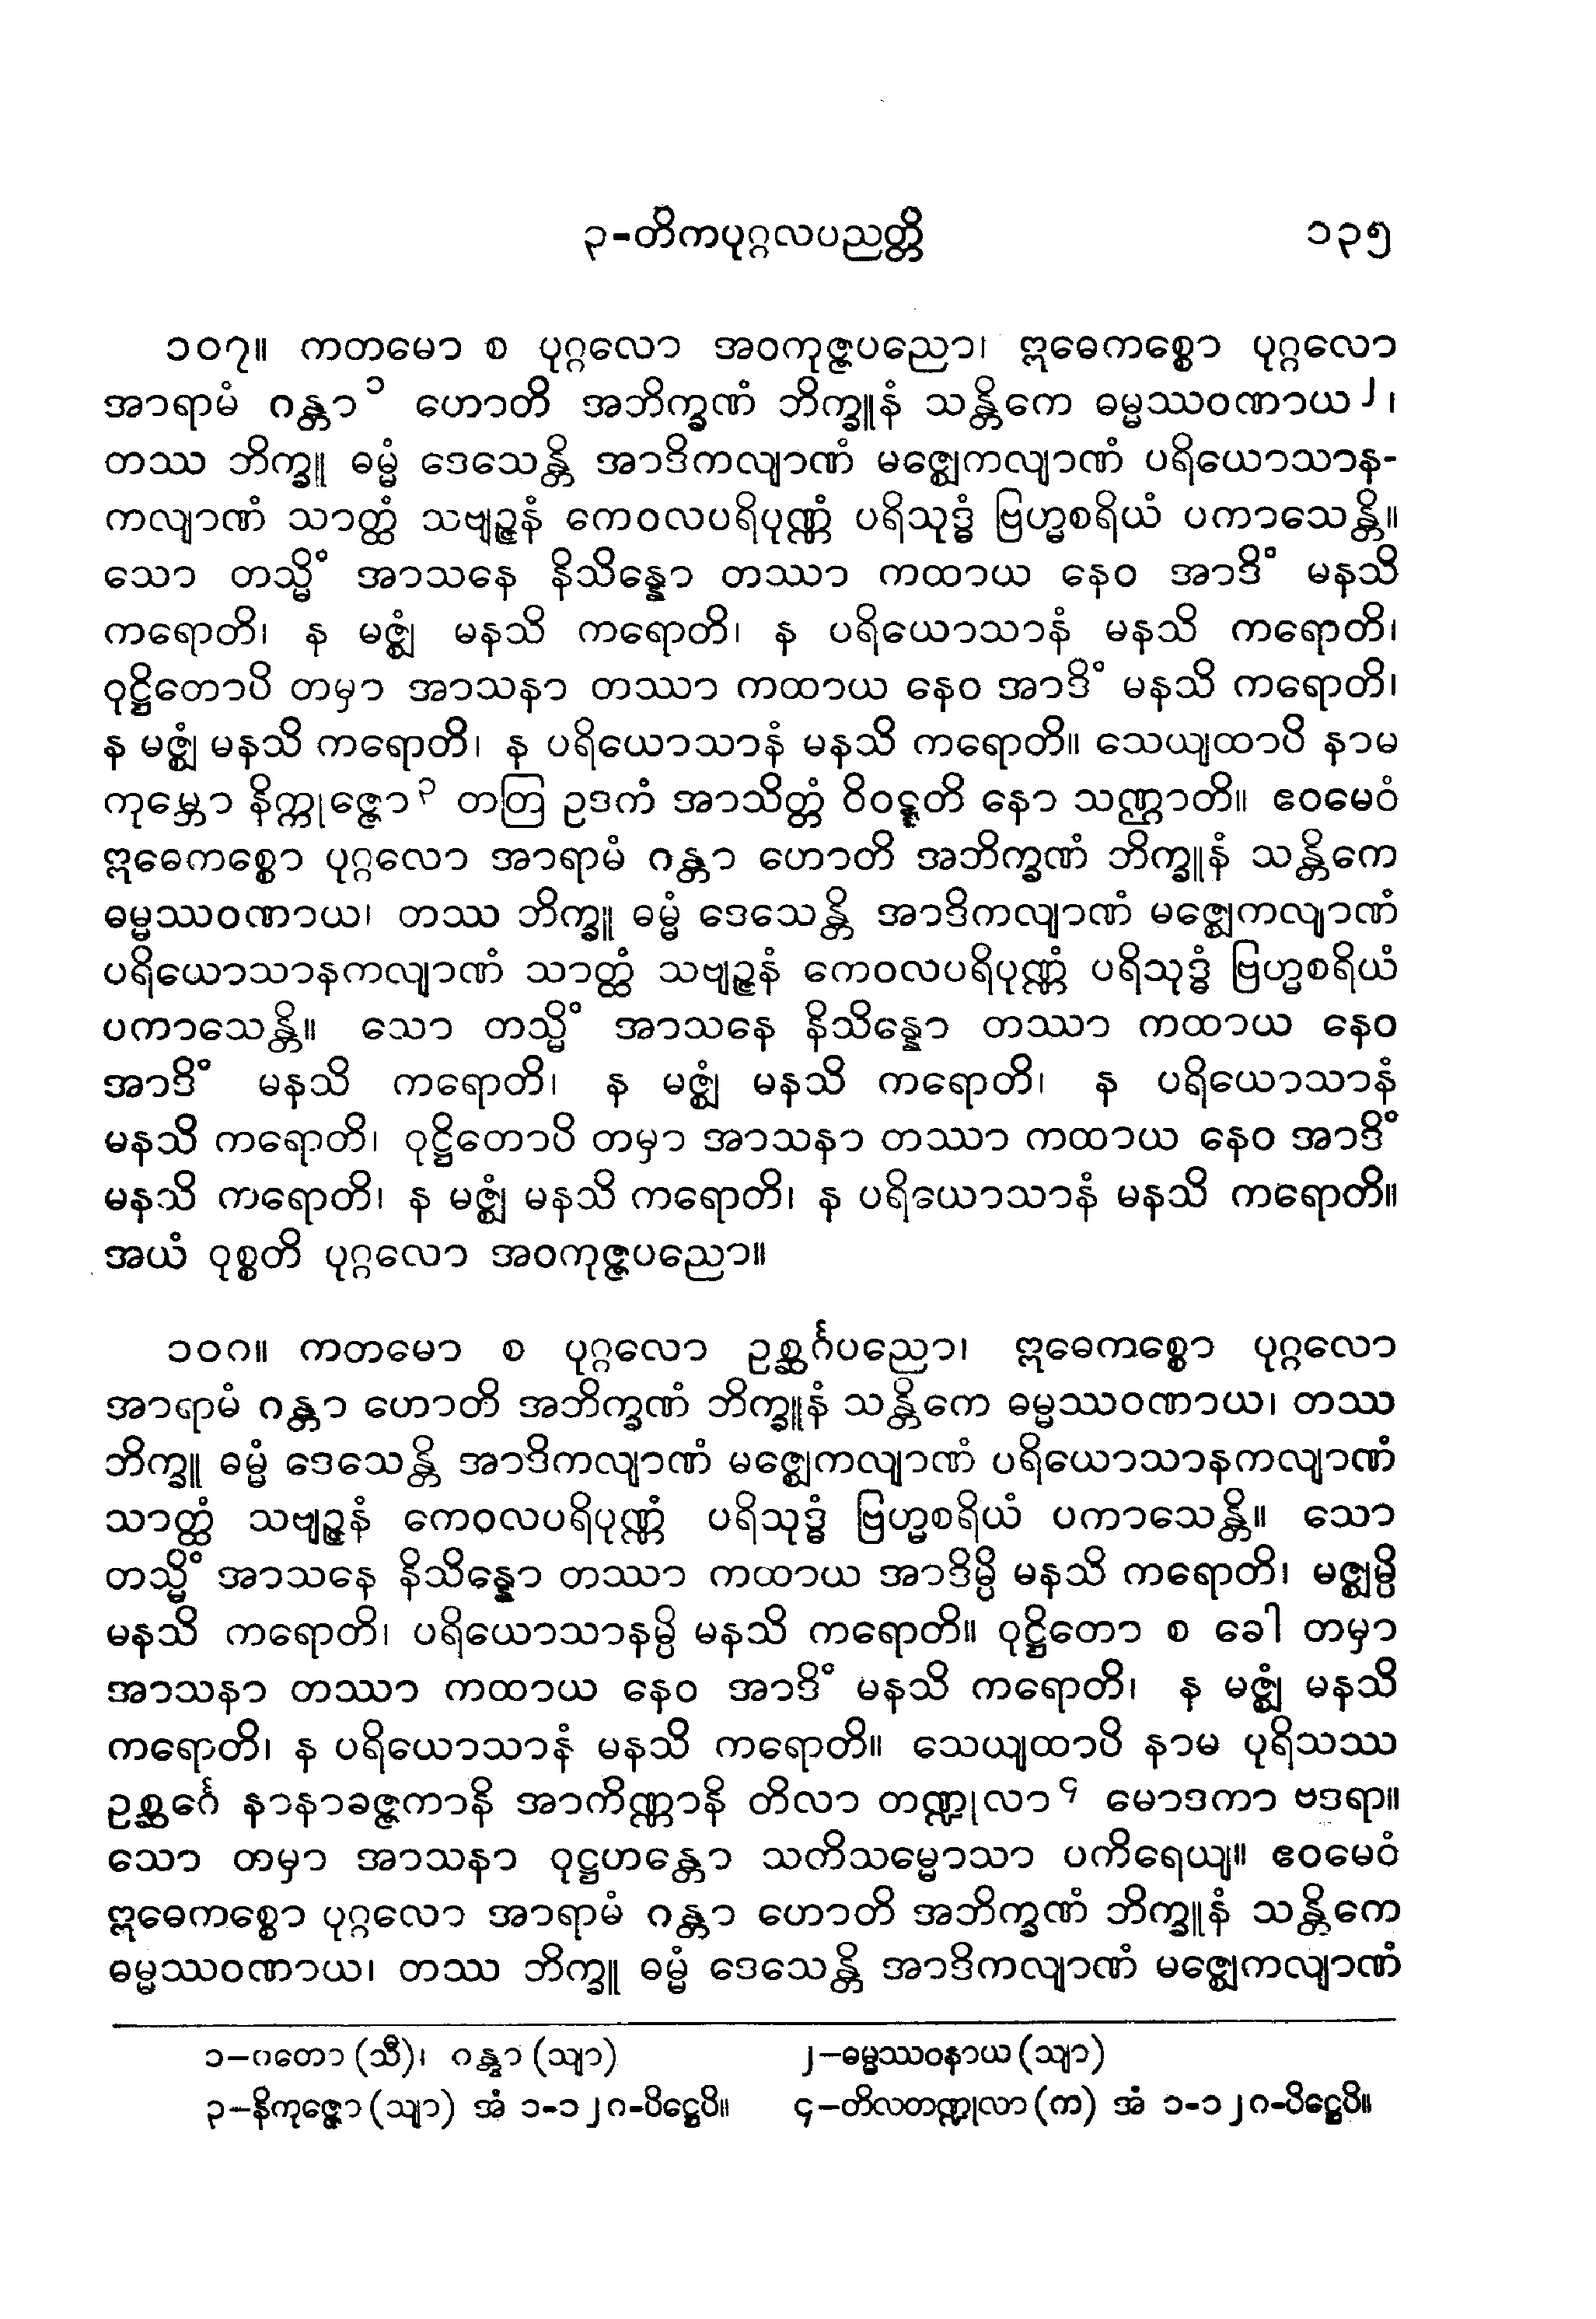 ၃-တိကပုဂ္ဂလပညတ္တိ ၁၃၅
၁၀၇။ ကတမော စ ပုဂ္ဂလော အဝကုဇ္ဇပညော၊ ဣဓေကစ္စော ပုဂ္ဂလော
အာရာမံ ဂန္တာ၁ ဟောတိ အဘိက္ခဏံ ဘိက္ခူနံ သန္တိကေ ဓမ္မဿဝဏာယ၂၊
တဿ ဘိက္ခူ ဓမ္မံ ဒေသေန္တိ အာဒိကလျာဏံ မဇ္ဈေကလျာဏံ ပရိယောသာန-
ကလျာဏံ သာတ္ထံ သဗျဉ္ဇနံ ကေဝလပရိပုဏ္ဏံ ပရိသုဒ္ဓံ ဗြဟ္မစရိယံ ပကာသေန္တိ။
သော တသ္မိံ အာသနေ နိသိန္နော တဿာ ကထာယ နေဝ အာဒိံ မနသိ
ကရောတိ၊ န မဇ္ဈံ မနသိ ကရောတိ၊ န ပရိယောသာနံ မနသိ ကရောတိ၊
ဝုဋ္ဌိတောပိ တမှာ အာသနာ တဿာ ကထာယ နေဝ အာဒိံ မနသိ ကရောတိ၊
န မဇ္ဈံ မနသိ ကရောတိ၊ န ပရိယောသာနံ မနသိ ကရောတိ။ သေယျထာပိ နာမ
ကုမ္ဘော နိက္ကုဇ္ဇော၃ တတြ ဥဒကံ အာသိတ္တံ ဝိဝဋ္ဋတိ နော သဏ္ဌာတိ။ ဧဝမေဝံ
ဣဓေကစ္စော ပုဂ္ဂလော အာရာမံ ဂန္တာ ဟောတိ အဘိက္ခဏံ ဘိက္ခူနံ သန္တိကေ
ဓမ္မဿဝဏာယ၊ တဿ ဘိက္ခူ ဓမ္မံ ဒေသေန္တိ အာဒိကလျာဏံ မဇ္ဈေကလျာဏံ
ပရိယောသာနကလျာဏံ သာတ္ထံ သဗျဉ္ဇနံ ကေဝလပရိပုဏ္ဏံ ပရိသုဒ္ဓံ ဗြဟ္မစရိယံ
ပကာသေန္တိ။ သော တသ္မိံ အာသနေ နိသိန္နော တဿာ ကထာယ နေဝ
အာဒိံ မနသိ ကရောတိ၊ န မဇ္ဈံ မနသိ ကရောတိ၊ န ပရိယောသာနံ
မနသိ ကရောတိ၊ ဝုဋ္ဌိတောပိ တမှာ အာသနာ တဿာ ကထာယ နေဝ အာဒိံ
မနသိ ကရောတိ၊ န မဇ္ဈံ မနသိ ကရောတိ၊ န ပရိယောသာနံ မနသိ ကရောတိ။
အယံ ဝုစ္စတိ ပုဂ္ဂလော အဝကုဇ္ဇပညော။
၁၀၈။ ကတမော စ ပုဂ္ဂလော ဥစ္ဆင်္ဂပညော၊ ဣဓေကစ္စော ပုဂ္ဂလော
အာရာမံ ဂန္တာ ဟောတိ အဘိက္ခဏံ ဘိက္ခူနံ သန္တိကေ ဓမ္မဿဝဏာယ၊ တဿ
ဘိက္ခူ ဓမ္မံ ဒေသေန္တိ အာဒိကလျာဏံ မဇ္ဈေကလျာဏံ ပရိယောသာနကလျာဏံ
သာတ္ထံ သဗျဉ္ဇနံ ကေဝလပရိပုဏ္ဏံ ပရိသုဒ္ဓံ ဗြဟ္မစရိယံ ပကာသေန္တိ။ သော
တသ္မိံ အာသနေ နိသိန္နော တဿာ ကထာယ အာဒိမ္ပိ မနသိ ကရောတိ၊ မဇ္ဈမ္ပိ
မနသိ ကရောတိ၊ ပရိယောသာနမ္ပိ မနသိ ကရောတိ။ ဝုဋ္ဌိတော စ ခေါ တမှာ
အာသနာ တဿာ ကထာယ နေဝ အာဒိံ မနသိ ကရောတိ၊ န မဇ္ဈံ မနသိ
ကရောတိ၊ န ပရိယောသာနံ မနသိ ကရောတိ။ သေယျထာပိ နာမ ပုရိသဿ
ဥစ္ဆင်္ဂေ နာနာခဇ္ဇကာနိ အာကိဏ္ဏာနိ တိလာ တဏ္ဍုလာ၄ မောဒကာ ဗဒရာ။
သော တမှာ အာသနာ ဝုဋ္ဌဟန္တော သတိသမ္မောသာ ပကိရေယျ။ ဧဝမေဝံ
ဣဓေကစ္စော ပုဂ္ဂလော အာရာမံ ဂန္တာ ဟောတိ အဘိက္ခဏံ ဘိက္ခူနံ သန္တိကေ
ဓမ္မဿဝဏာယ၊ တဿ ဘိက္ခူ ဓမ္မံ ဒေသေန္တိ အာဒိကလျာဏံ မဇ္ဈေကလျာဏံ
၁–ဂတော (သီ)၊ ဂန္တွာ (သျာ) ၂–ဓမ္မဿဝနာယ (သျာ)
၃–နိကုဇ္ဇော (သျာ) အံ ၁-၁၂၈-ပိဋ္ဌေပိ။ ၄–တိလတဏ္ဍုလာ (က) အံ ၁-၁၂၈-ပိဋ္ဌေပိ။